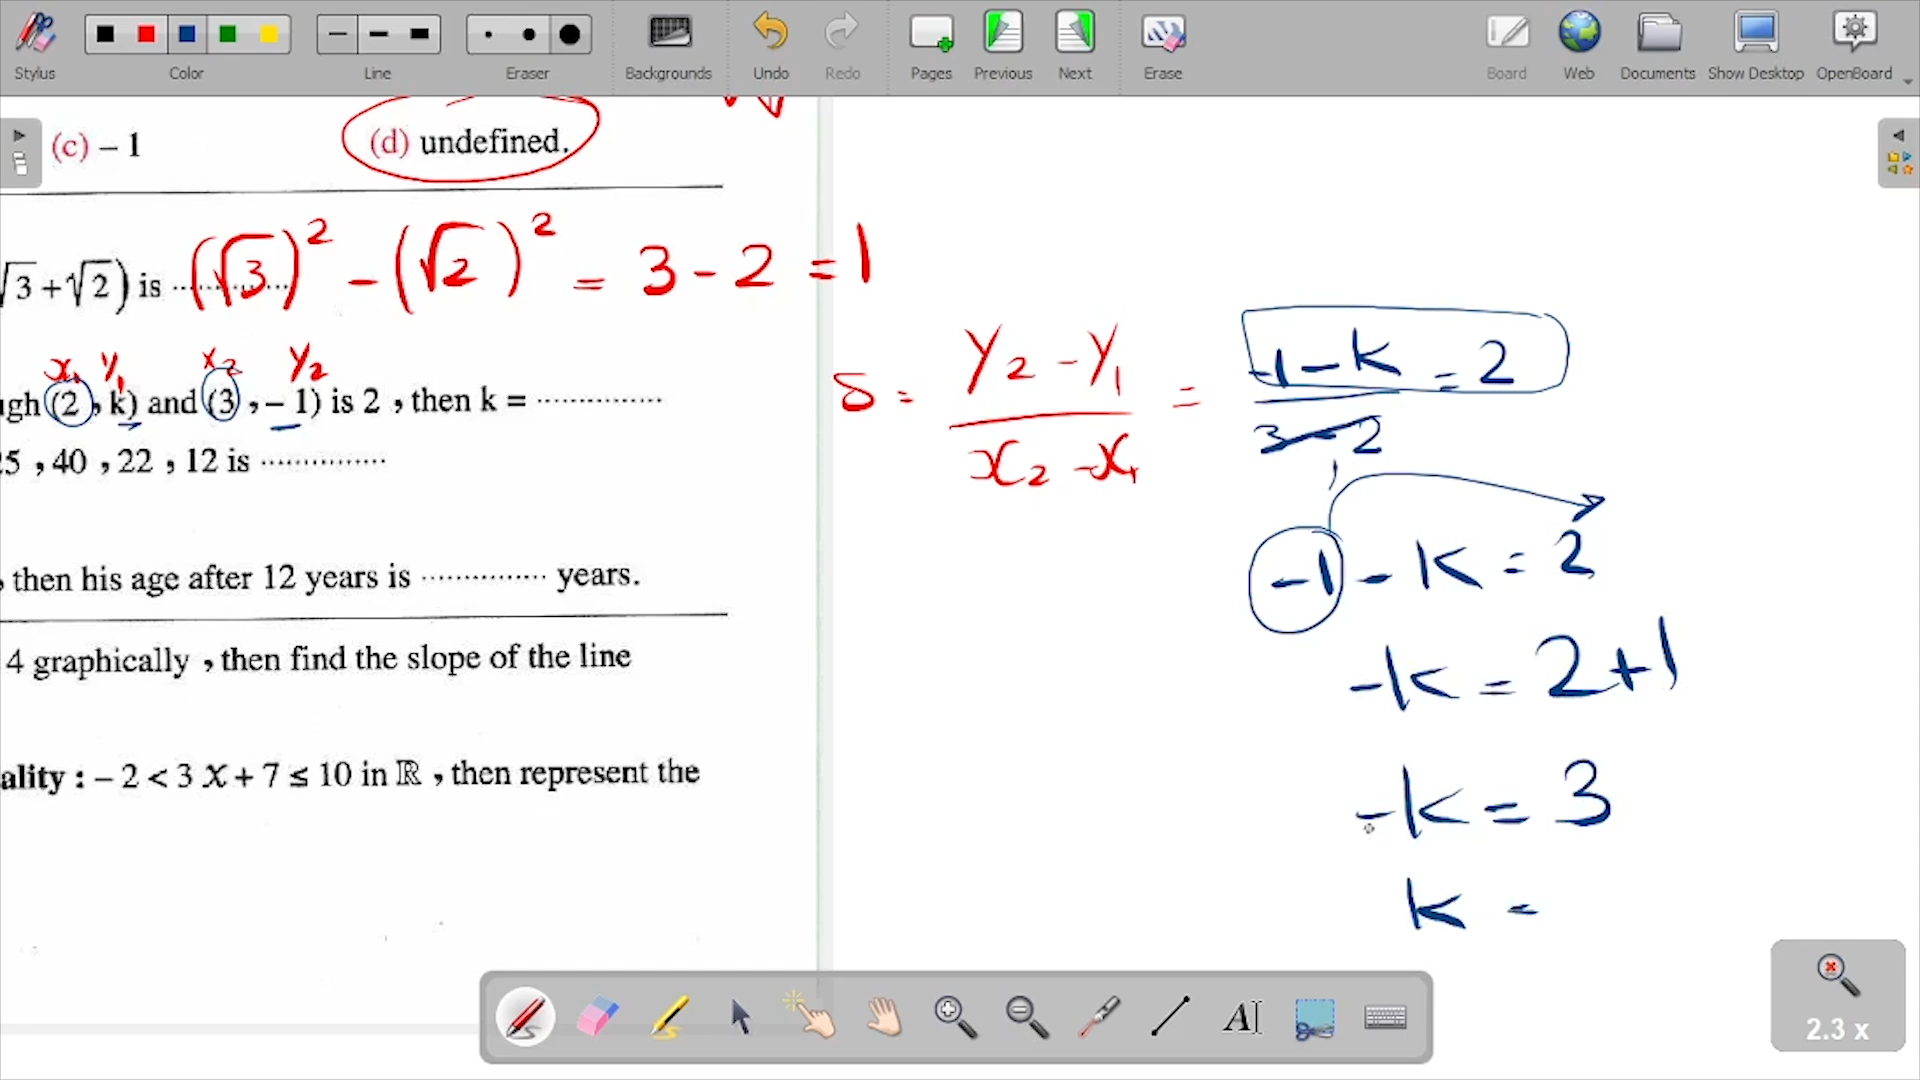 Stylus Color Line Eraser Backgrounds Undo Redo Pages Previous Next Erase Board Web Documents Show Desktop OpenBoard
(c) – 1 (d) undefined.
√3 + √2) is ............ (√3)² – (√2)² = 3 - 2 = 1
x₁ y₁ x₂ y₂
ugh (2 , k) and (3 , – 1) is 2 , then k = ...............
25 , 40 , 22 , 12 is ...............
, then his age after 12 years is ............... years.
4 graphically , then find the slope of the line
ality : – 2 < 3 X + 7 ≤ 10 in ℝ , then represent the
S = (y₂ - y₁)/(x₂ - x₁) = (-1 - k)/(3 - 2) = 2
1
-1 - k = 2
-k = 2+1
-k = 3
k =
2.3 x